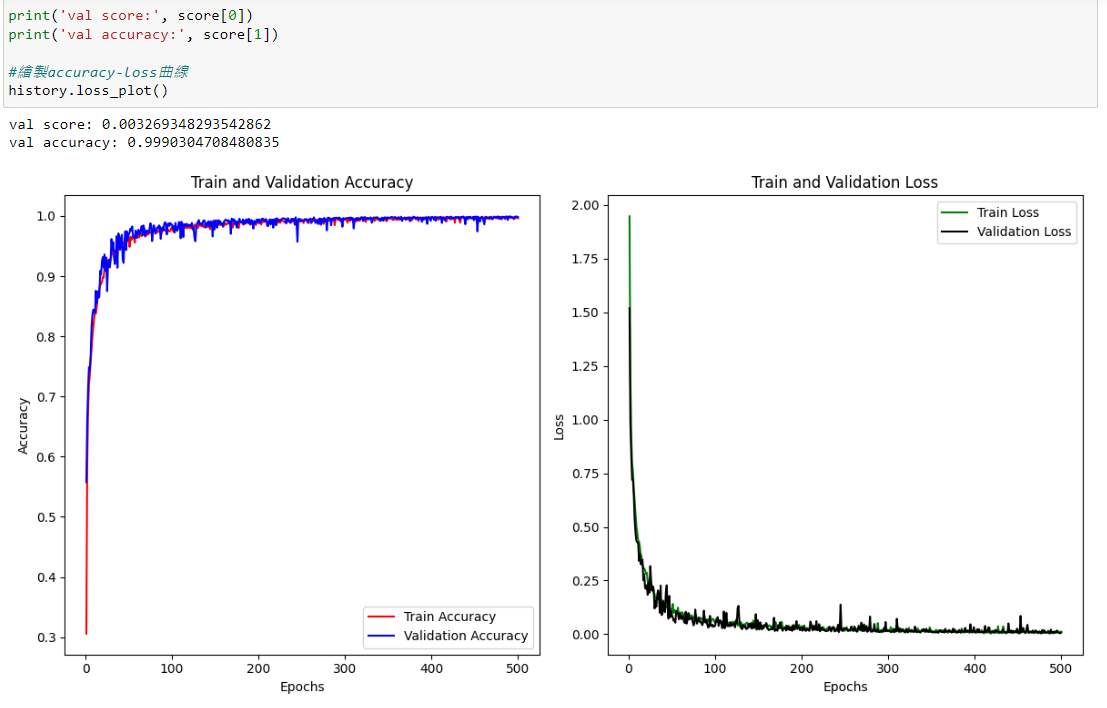 print('val score:', score[0])
print('val accuracy:', score[1])
#繪製accuracy-loss曲線
history.loss_plot()
val score: 0.003269348293542862
val accuracy: 0.9990304708480835
Train and Validation Accuracy
1.0
0.9
0.8
0.7
0.6
0.5
0.4
0.3
Accuracy
0
100
200
300
400
500
Epochs
Train Accuracy
Validation Accuracy
Train and Validation Loss
2.00
1.75
1.50
1.25
1.00
0.75
0.50
0.25
0.00
Loss
0
100
200
300
400
500
Epochs
Train Loss
Validation Loss